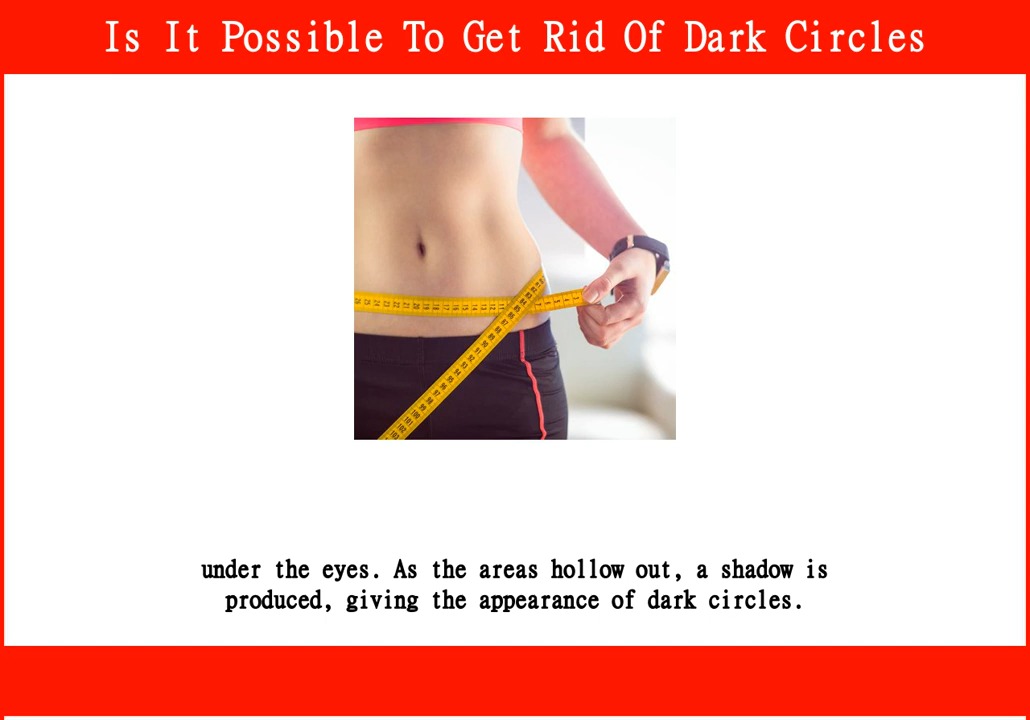 Is It Possible To Get Rid Of Dark Circles
under the eyes. As the areas hollow out, a shadow is
produced, giving the appearance of dark circles.